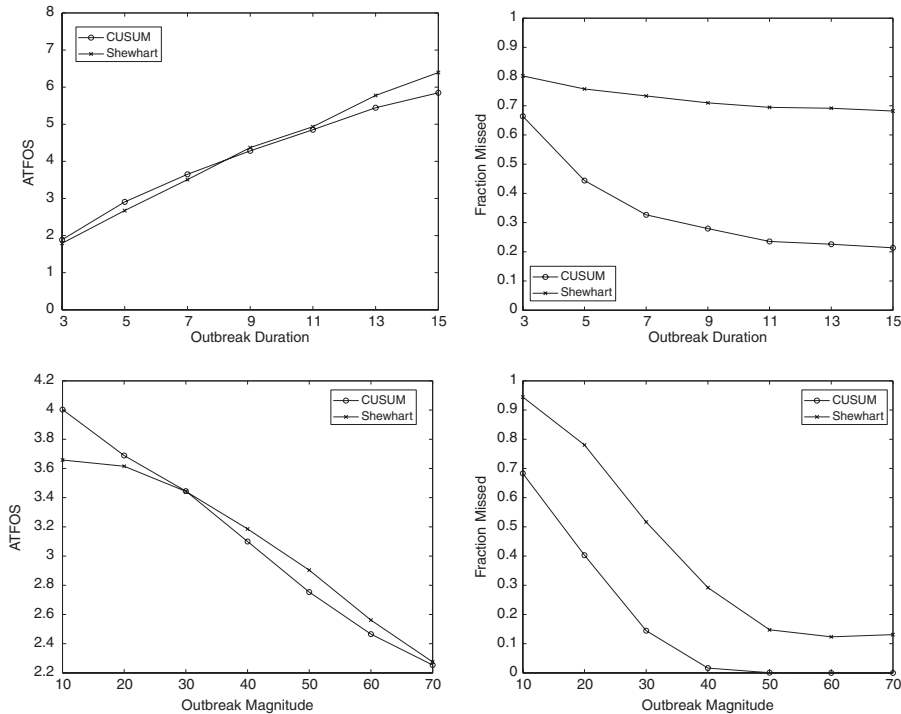 8
7
6
5
4
3
2
1
0
ATFOS
CUSUM
Shewhart
3 5 7 9 11 13 15
Outbreak Duration
1
0.9
0.8
0.7
0.6
0.5
0.4
0.3
0.2
0.1
0
Fraction Missed
CUSUM
Shewhart
3 5 7 9 11 13 15
Outbreak Duration
4.2
4
3.8
3.6
3.4
3.2
3
2.8
2.6
2.4
2.2
ATFOS
CUSUM
Shewhart
10 20 30 40 50 60 70
Outbreak Magnitude
1
0.9
0.8
0.7
0.6
0.5
0.4
0.3
0.2
0.1
0
Fraction Missed
CUSUM
Shewhart
10 20 30 40 50 60 70
Outbreak Magnitude